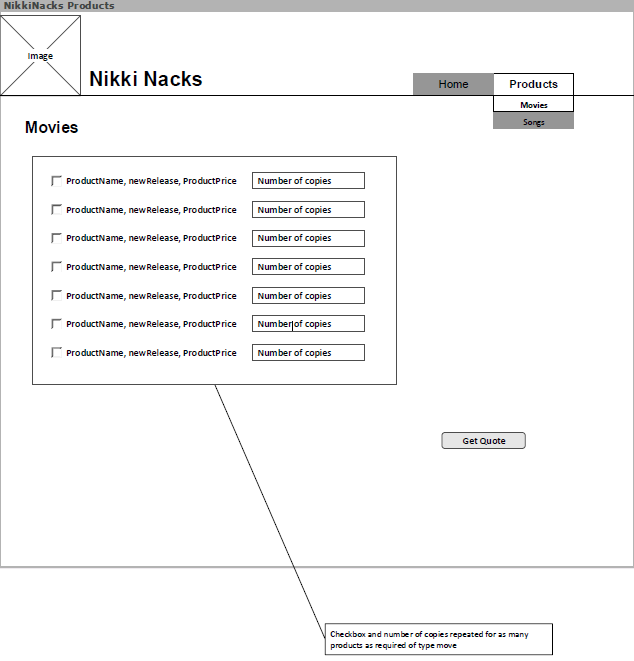 NikkiNacks Products
Image
Nikki Nacks
Home
Products
Movies
Songs
Movies
ProductName, newRelease, ProductPrice Number of copies
ProductName, newRelease, ProductPrice Number of copies
ProductName, newRelease, ProductPrice Number of copies
ProductName, newRelease, ProductPrice Number of copies
ProductName, newRelease, ProductPrice Number of copies
ProductName, newRelease, ProductPrice Number of copies
ProductName, newRelease, ProductPrice Number of copies
Get Quote
Checkbox and number of copies repeated for as many
products as required of type move